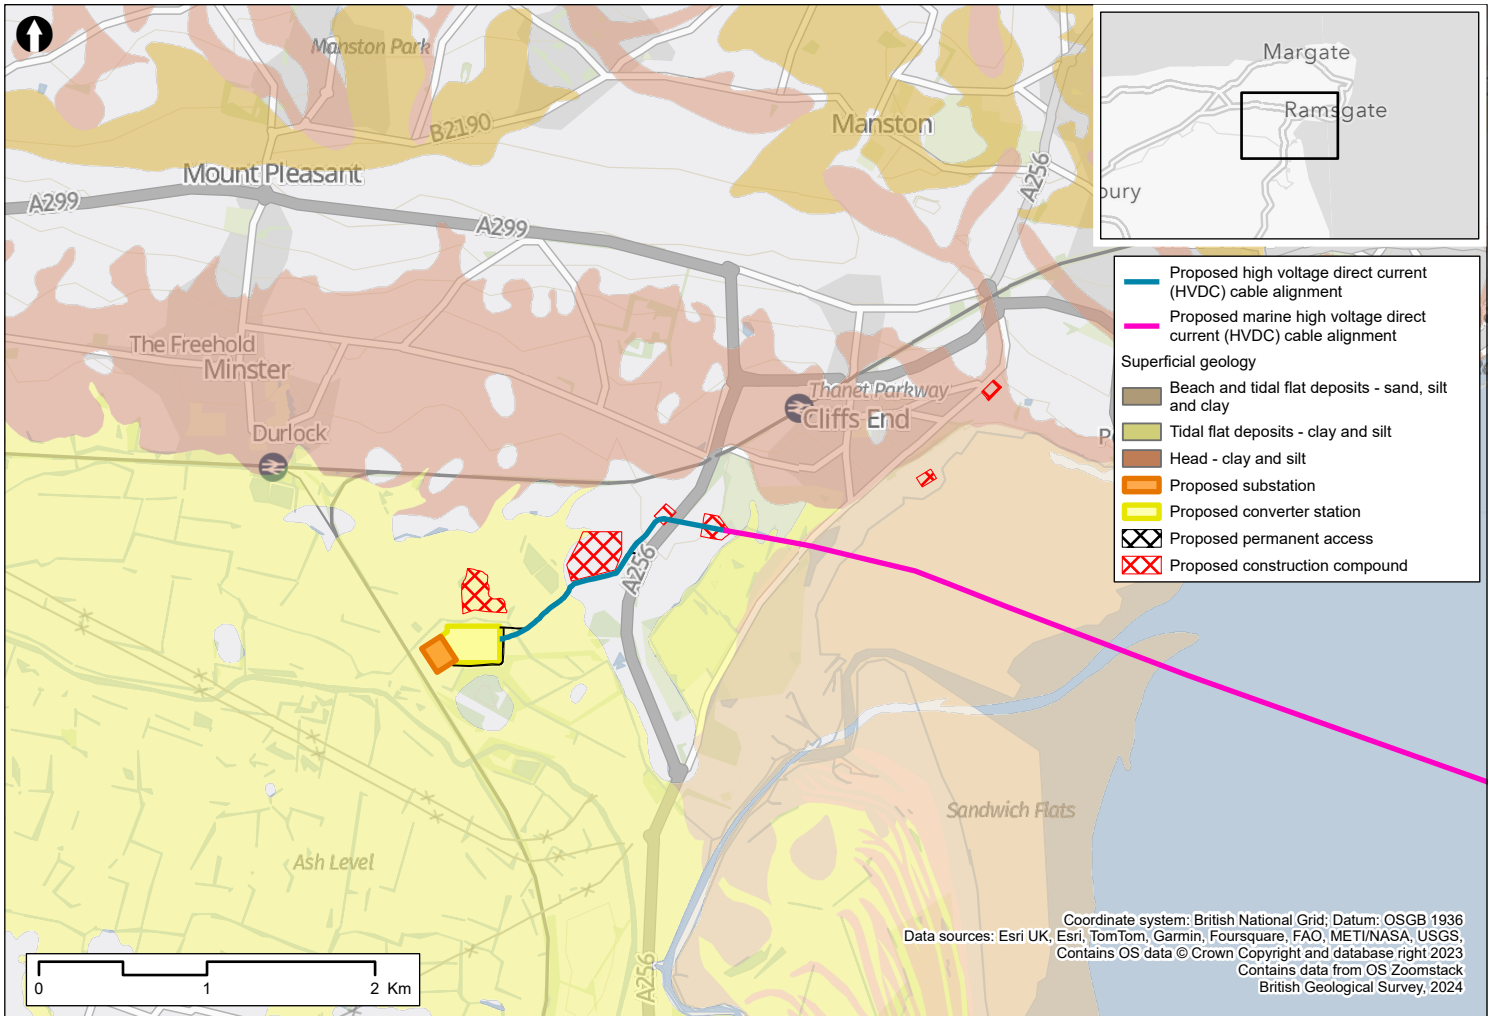 Manston Park
B2190
Manston
Mount Pleasant
A256
A299
A299
Margate
Ramsgate
bury
The Freehold
Minster
Durlock
Thanet Parkway
Cliffs End
P
A256
Sandwich Flats
Ash Level
A256
Proposed high voltage direct current
(HVDC) cable alignment
Proposed marine high voltage direct
current (HVDC) cable alignment
Superficial geology
Beach and tidal flat deposits - sand, silt
and clay
Tidal flat deposits - clay and silt
Head - clay and silt
Proposed substation
Proposed converter station
Proposed permanent access
Proposed construction compound
0 1 2 Km
Coordinate system: British National Grid; Datum: OSGB 1936
Data sources: Esri UK, Esri, TomTom, Garmin, Foursquare, FAO, METI/NASA, USGS,
Contains OS data © Crown Copyright and database right 2023
Contains data from OS Zoomstack
British Geological Survey, 2024